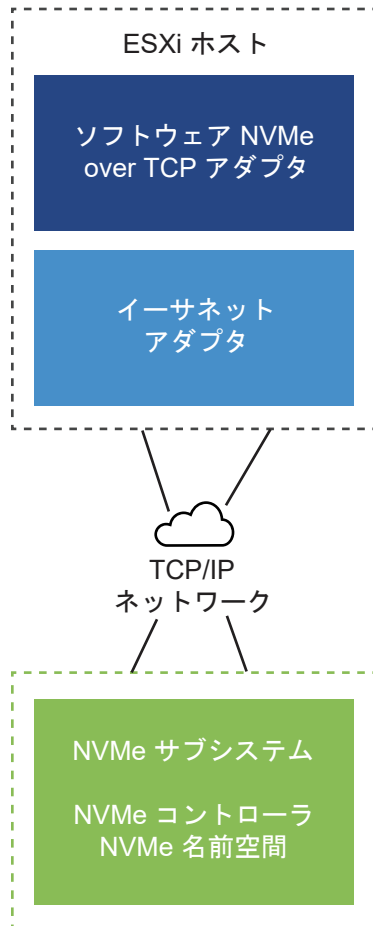 ESXi ホスト
ソフトウェア NVMe
over TCP アダプタ
イーサネット
アダプタ
TCP/IP
ネットワーク
NVMe サブシステム
NVMe コントローラ
NVMe 名前空間